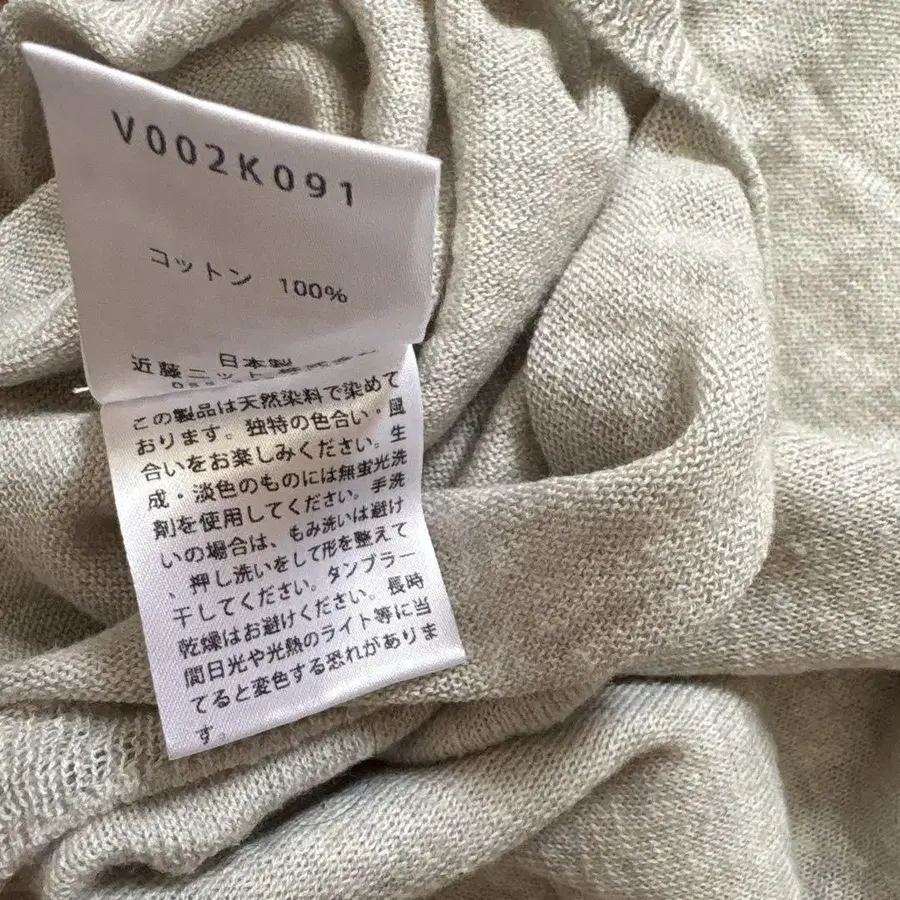 V002K091
コットン 100%
日本製
近藤ニット
この製品は天然染料で染めて
おります。独特の色合い・風
合いをお楽しみください。生
成・淡色のものには無蛍光洗
剤を使用してください。手洗
いの場合は、もみ洗いは避け
、押し洗いをして形を整えて
干してください。タンブラー
乾燥はお避けください。長時
間日光や光熱のライト等に当
てると変色する恐れがありま
す。